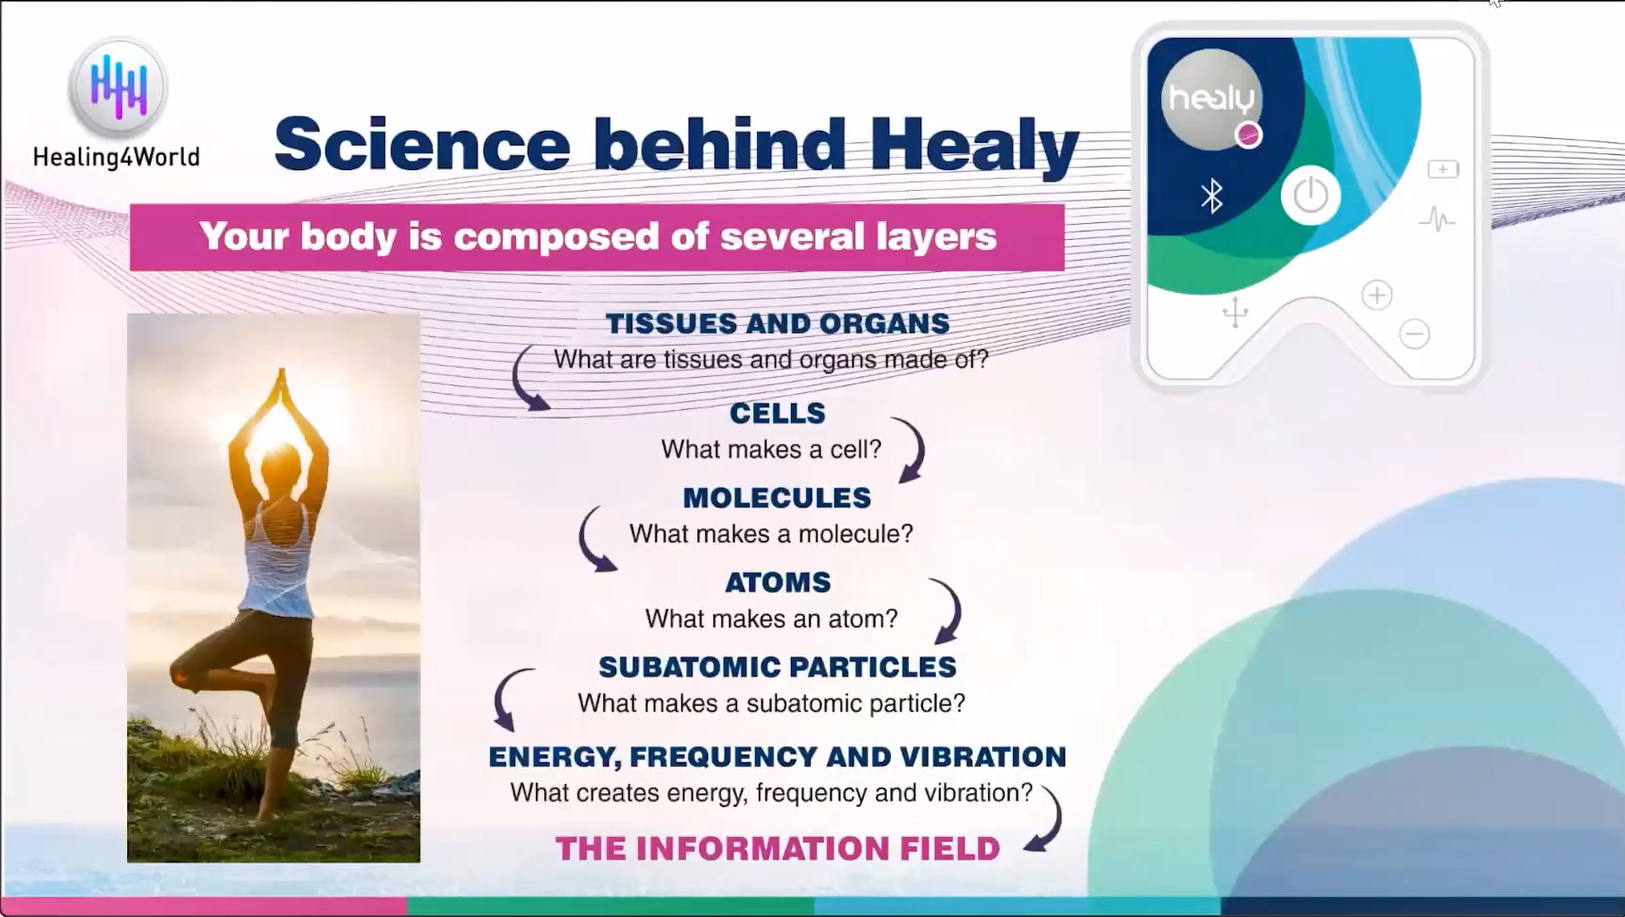 Healing4World
Science behind Healy
healy
Your body is composed of several layers
TISSUES AND ORGANS
What are tissues and organs made of?
CELLS
What makes a cell?
MOLECULES
What makes a molecule?
ATOMS
What makes an atom?
SUBATOMIC PARTICLES
What makes a subatomic particle?
ENERGY, FREQUENCY AND VIBRATION
What creates energy, frequency and vibration?
THE INFORMATION FIELD